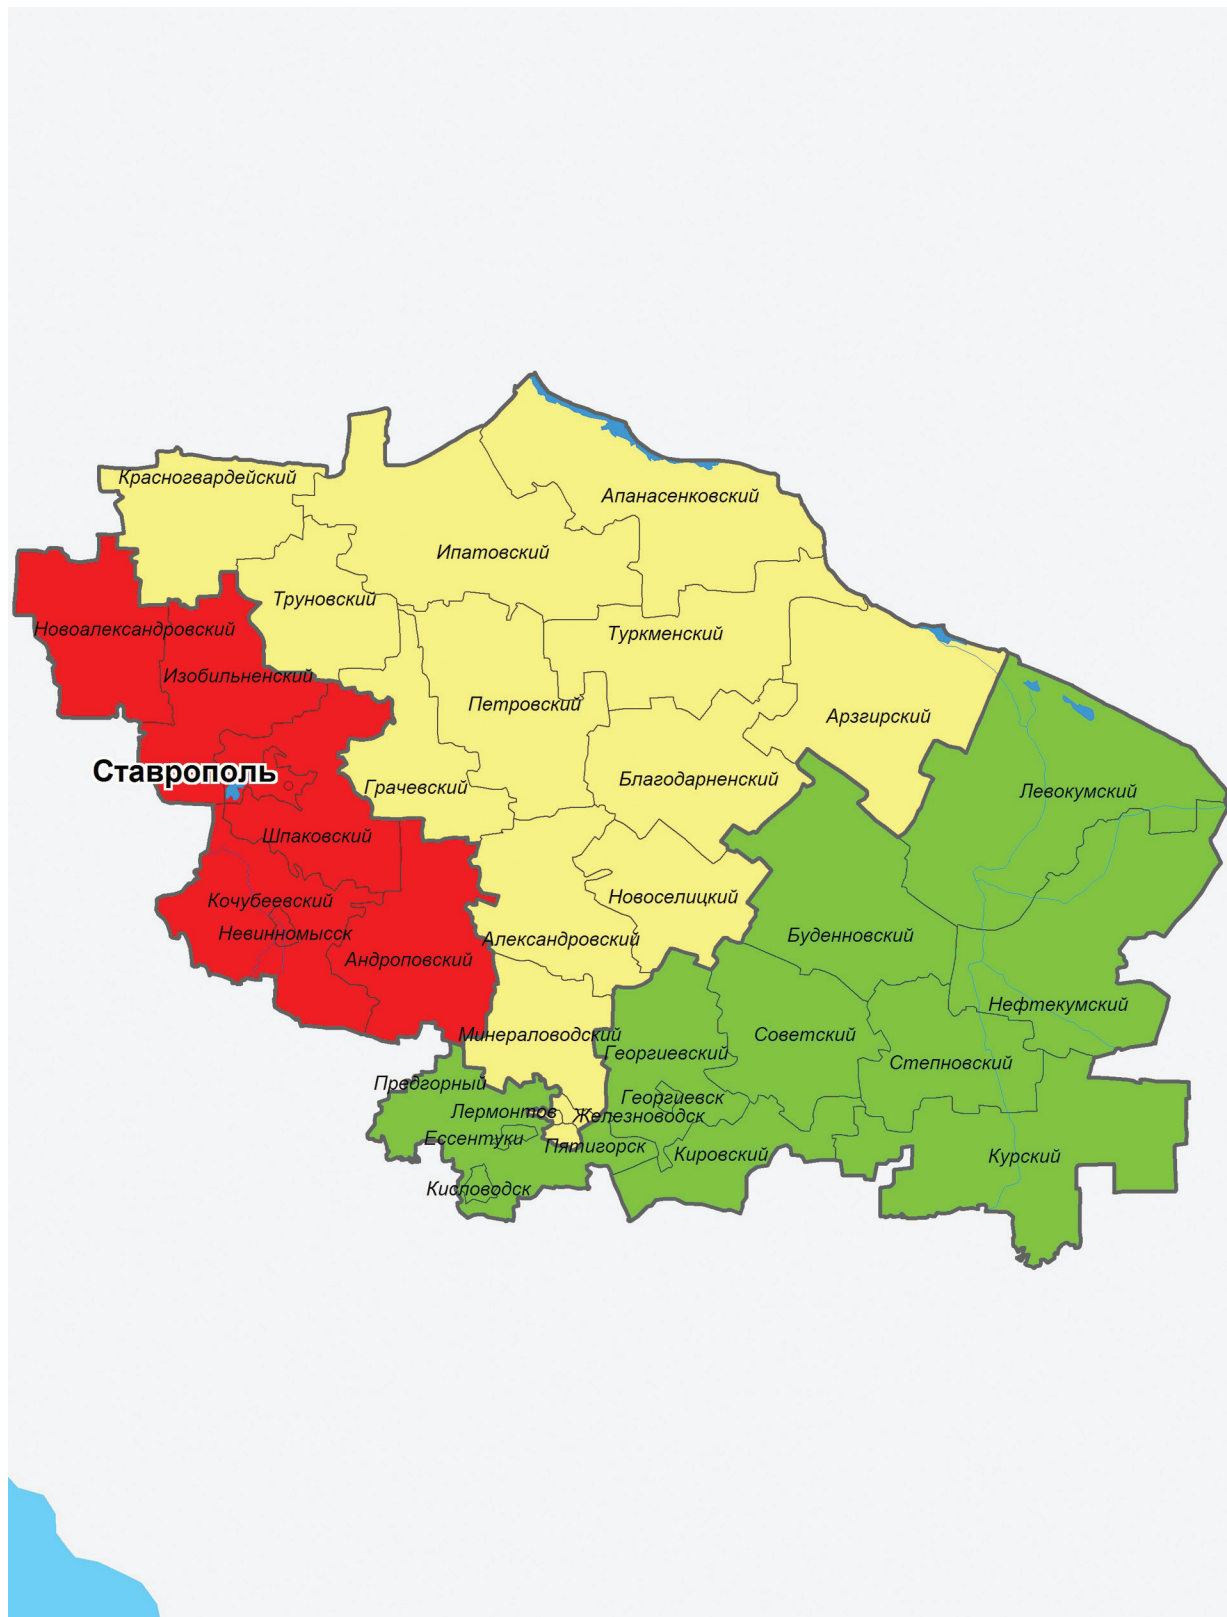 Красногвардейский
Апанасенковский
Ипатовский
Труновский
Новоалександровский
Туркменский
Изобильненский
Петровский
Арзгирский
Ставрополь
Грачевский
Благодарненский
Левокумский
Шпаковский
Кочубеевский
Новоселицкий
Невинномысск
Александровский
Буденновский
Андроповский
Нефтекумский
Минераловодский
Советский
Георгиевский
Степновский
Предгорный
Георгиевск
Лермонтов
Железноводск
Ессентуки
Пятигорск
Кировский
Курский
Кисловодск